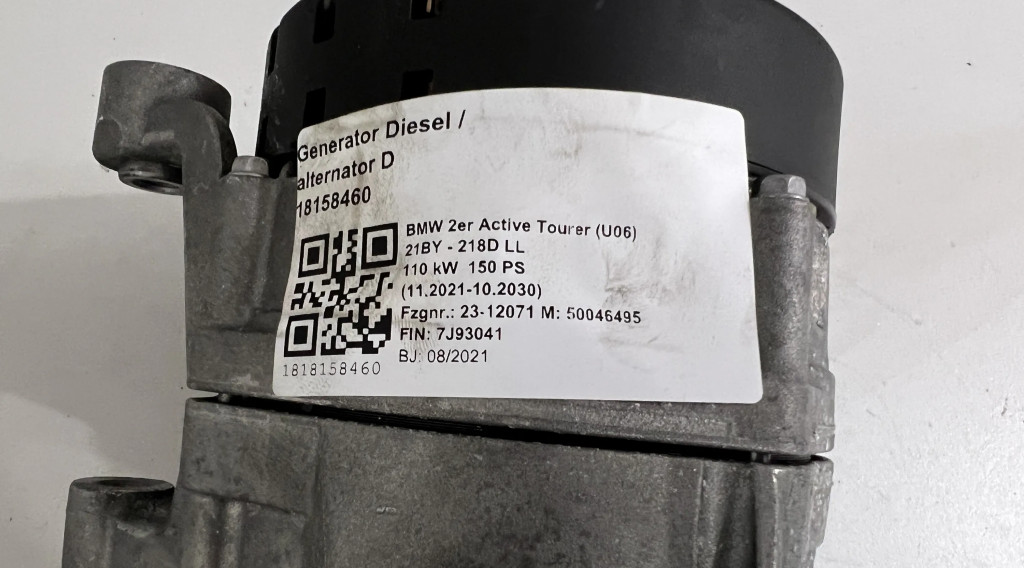 Generator Diesel /
alternator D
18158460
BMW 2er Active Tourer (U06)
21BY - 218D LL
110 kW 150 PS
(11.2021-10.2030)
Fzgnr.: 23-12071 M: 50046495
FIN: 7J93041
BJ: 08/2021
1818158460